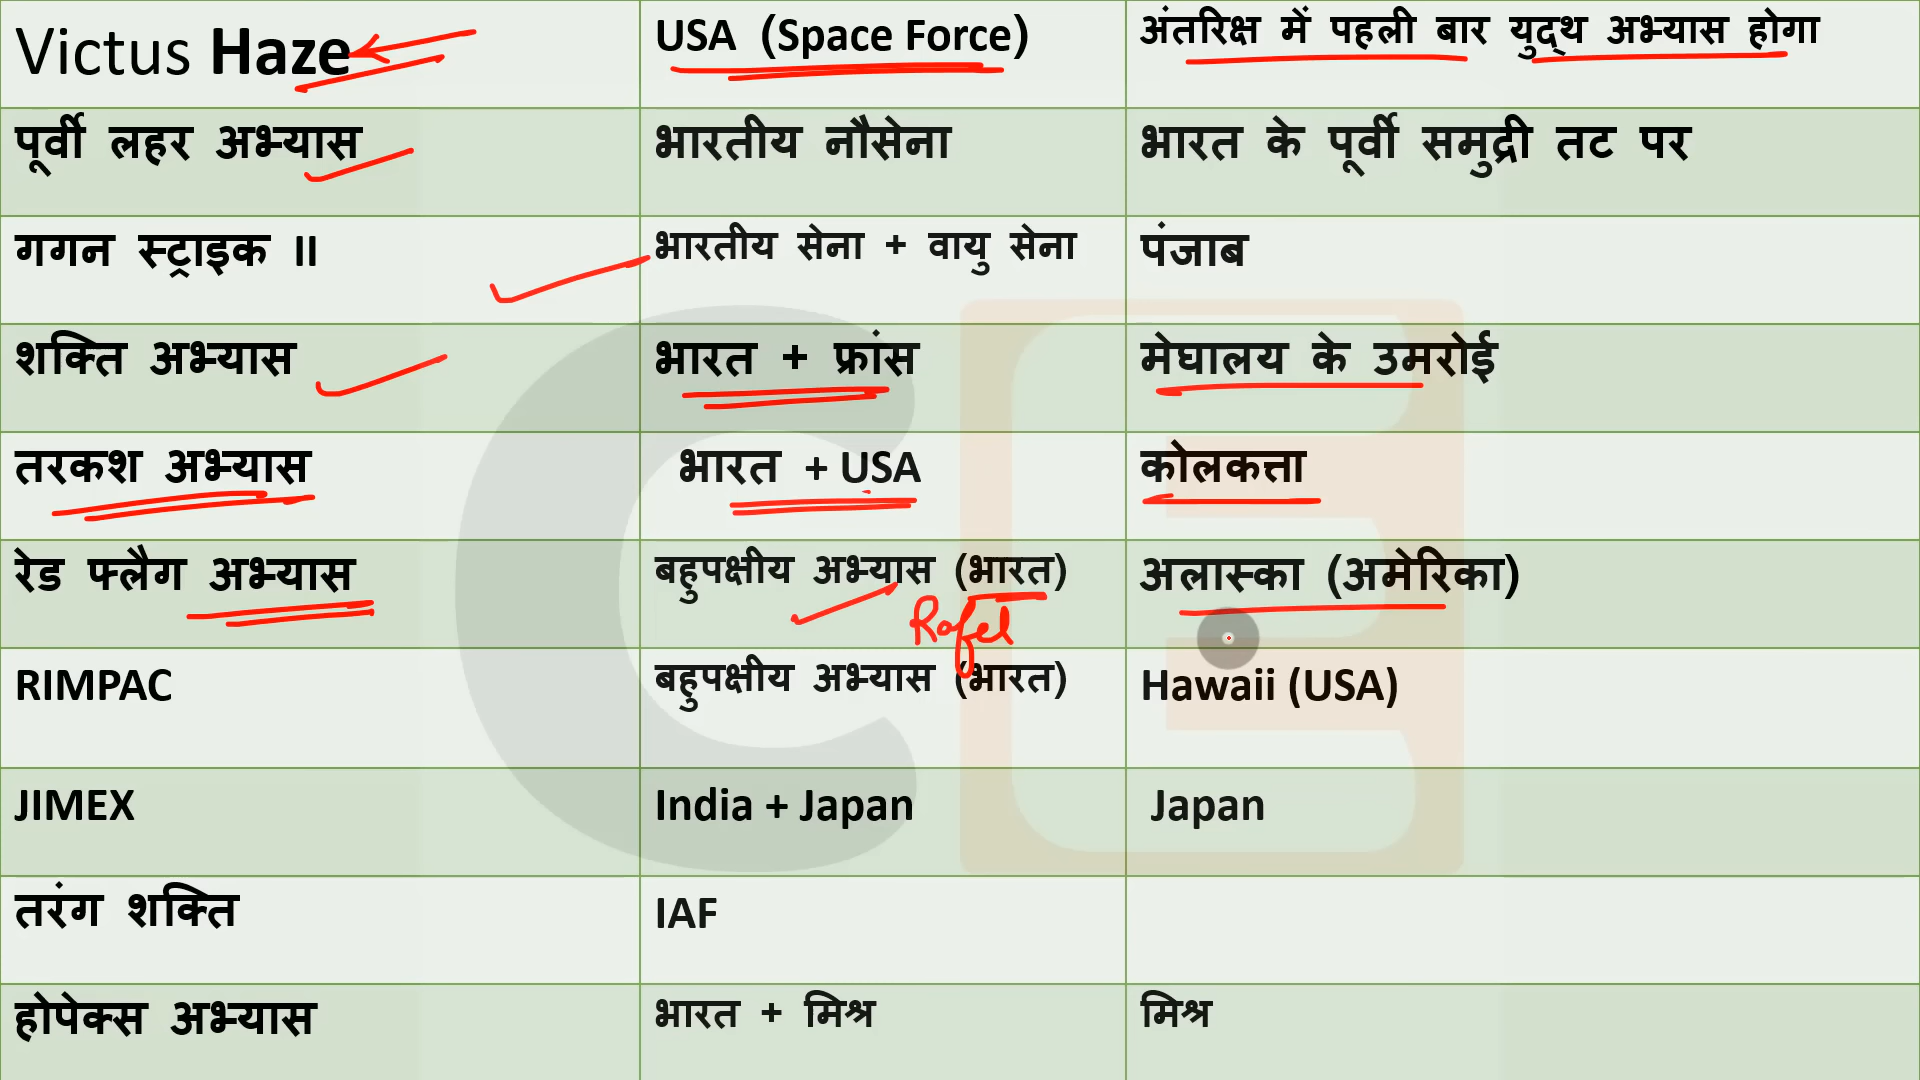 Victus Haze
USA (Space Force)
अंतरिक्ष में पहली बार युद्ध अभ्यास होगा
पूर्वी लहर अभ्यास
भारतीय नौसेना
भारत के पूर्वी समुद्री तट पर
गगन स्ट्राइक II
भारतीय सेना + वायु सेना
पंजाब
शक्ति अभ्यास
भारत + फ्रांस
मेघालय के उमरोई
तरकश अभ्यास
भारत + USA
कोलकत्ता
रेड फ्लैग अभ्यास
बहुपक्षीय अभ्यास (भारत)
Rafel
अलास्का (अमेरिका)
RIMPAC
बहुपक्षीय अभ्यास (भारत)
Hawaii (USA)
JIMEX
India + Japan
Japan
तरंग शक्ति
IAF
होपेक्स अभ्यास
भारत + मिश्र
मिश्र